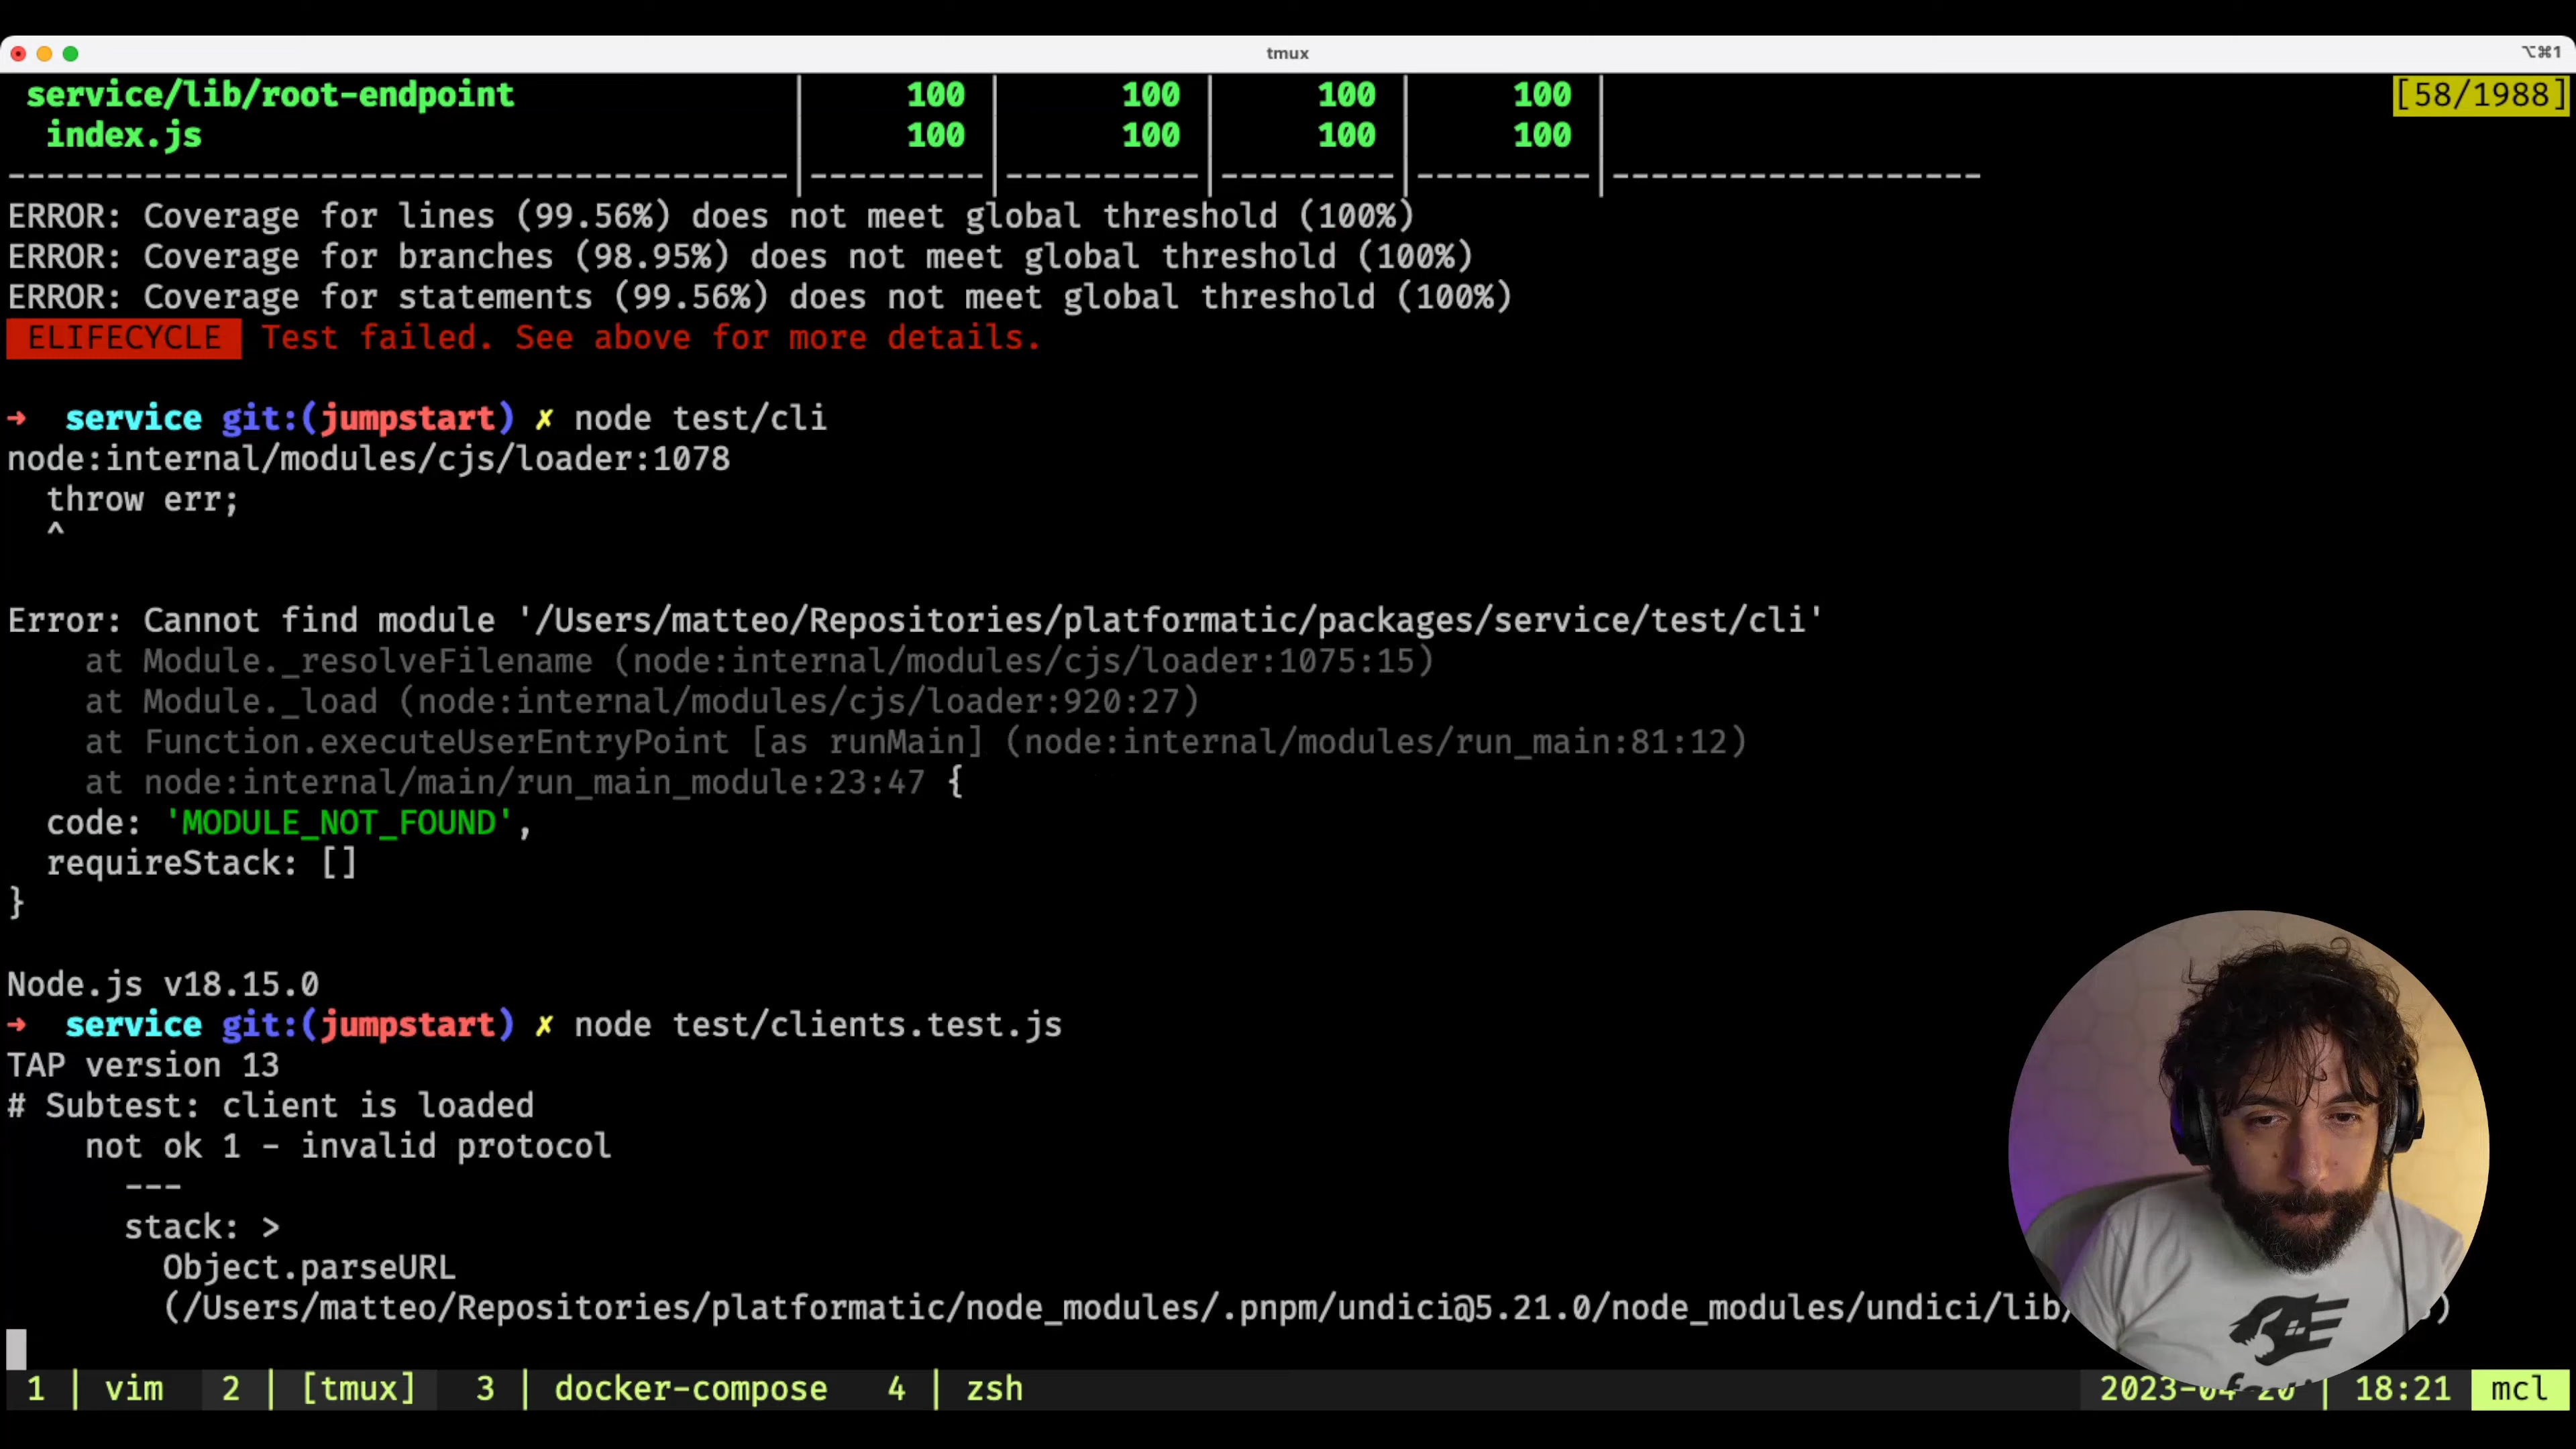 tmux
⌥⌘1
service/lib/root-endpoint | 100 | 100 | 100 | 100 | [58/1988]
index.js | 100 | 100 | 100 | 100 |
----------------------------------------|---------|----------|---------|---------|-------------------
ERROR: Coverage for lines (99.56%) does not meet global threshold (100%)
ERROR: Coverage for branches (98.95%) does not meet global threshold (100%)
ERROR: Coverage for statements (99.56%) does not meet global threshold (100%)
ELIFECYCLE Test failed. See above for more details.
➜ service git:(jumpstart) ✗ node test/cli
node:internal/modules/cjs/loader:1078
throw err;
^
Error: Cannot find module '/Users/matteo/Repositories/platformatic/packages/service/test/cli'
at Module._resolveFilename (node:internal/modules/cjs/loader:1075:15)
at Module._load (node:internal/modules/cjs/loader:920:27)
at Function.executeUserEntryPoint [as runMain] (node:internal/modules/run_main:81:12)
at node:internal/main/run_main_module:23:47 {
code: 'MODULE_NOT_FOUND',
requireStack: []
}
Node.js v18.15.0
➜ service git:(jumpstart) ✗ node test/clients.test.js
TAP version 13
# Subtest: client is loaded
not ok 1 - invalid protocol
---
stack: >
Object.parseURL
(/Users/matteo/Repositories/platformatic/node_modules/.pnpm/undici@5.21.0/node_modules/undici/lib/ )
1 | vim 2 | [tmux] 3 | docker-compose 4 | zsh 2023-04-20 | 18:21 mcl